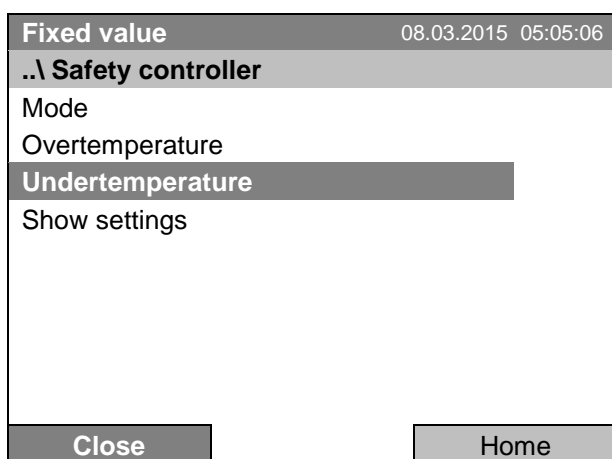 Fixed value 08.03.2015 05:05:06
..\ Safety controller
Mode
Overtemperature
Undertemperature
Show settings
Close Home